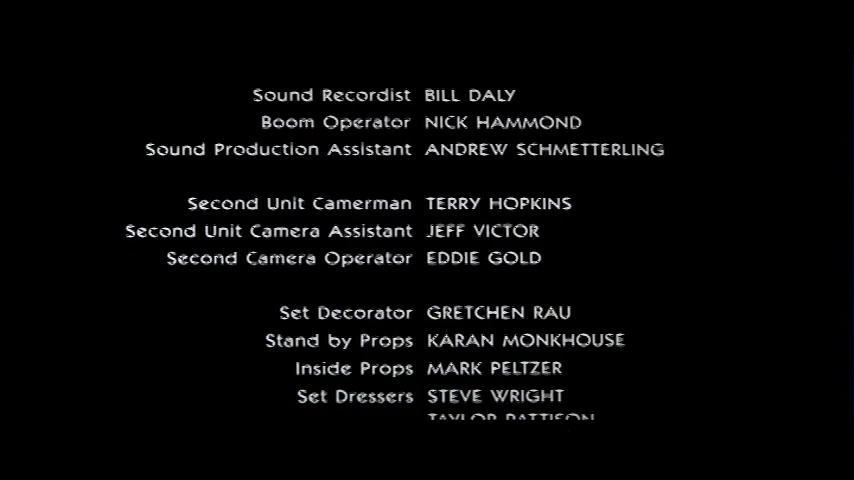 Sound Recordist BILL DALY
Boom Operator NICK HAMMOND
Sound Production Assistant ANDREW SCHMETTERLING
Second Unit Camerman TERRY HOPKINS
Second Unit Camera Assistant JEFF VICTOR
Second Camera Operator EDDIE GOLD
Set Decorator GRETCHEN RAU
Stand by Props KARAN MONKHOUSE
Inside Props MARK PELTZER
Set Dressers STEVE WRIGHT
TAYLOR PATTISON